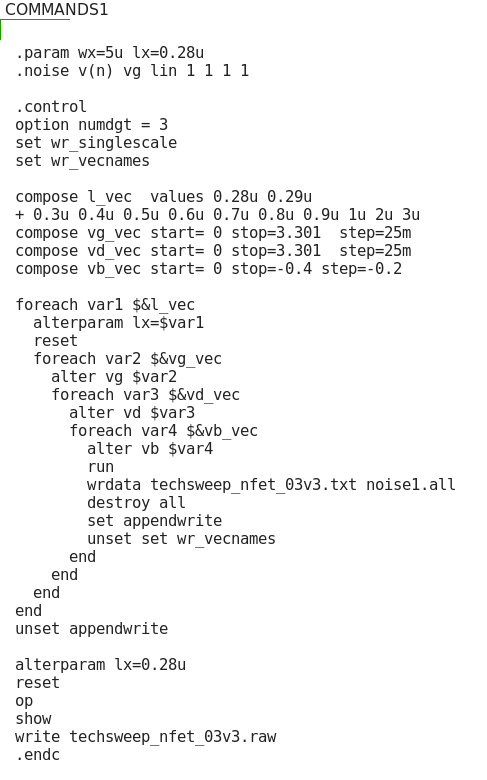 COMMANDS1
.param wx=5u lx=0.28u
.noise v(n) vg lin 1 1 1 1
.control
option numdgt = 3
set wr_singlescale
set wr_vecnames
compose l_vec  values 0.28u 0.29u
+ 0.3u 0.4u 0.5u 0.6u 0.7u 0.8u 0.9u 1u 2u 3u
compose vg_vec start= 0 stop=3.301  step=25m
compose vd_vec start= 0 stop=3.301  step=25m
compose vb_vec start= 0 stop=-0.4 step=-0.2
foreach var1 $&l_vec
  alterparam lx=$var1
  reset
  foreach var2 $&vg_vec
    alter vg $var2
    foreach var3 $&vd_vec
      alter vd $var3
      foreach var4 $&vb_vec
        alter vb $var4
        run
        wrdata techsweep_nfet_03v3.txt noise1.all
        destroy all
        set appendwrite
        unset set wr_vecnames
      end
    end
  end
end
unset appendwrite
alterparam lx=0.28u
reset
op
show
write techsweep_nfet_03v3.raw
.endc